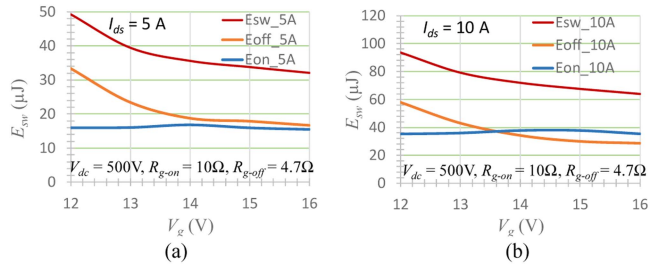 50
40
30
20
10
0
E_sw (μJ)
I_ds = 5 A
Esw_5A
Eoff_5A
Eon_5A
V_dc = 500V, R_g-on = 10Ω, R_g-off = 4.7Ω
12 13 14 15 16
V_g (V)
(a)
120
100
80
60
40
20
0
E_sw (μJ)
I_ds = 10 A
Esw_10A
Eoff_10A
Eon_10A
V_dc = 500V, R_g-on = 10Ω, R_g-off = 4.7Ω
12 13 14 15 16
V_g (V)
(b)